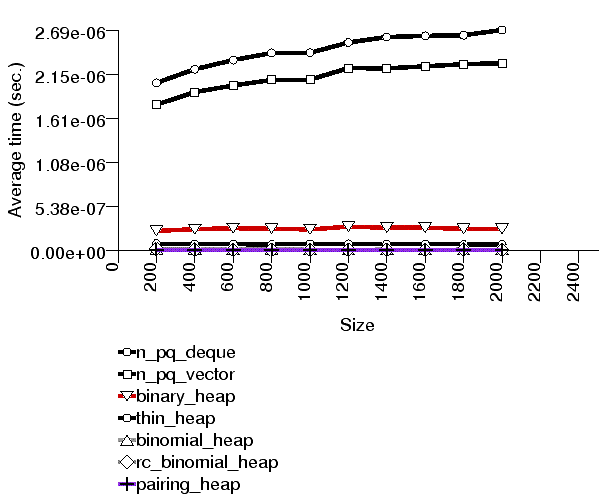 2.69e-06
2.15e-06
1.61e-06
1.08e-06
5.38e-07
0.00e+00
Average time (sec.)
0 200 400 600 800 1000 1200 1400 1600 1800 2000 2200 2400
Size
n_pq_deque
n_pq_vector
binary_heap
thin_heap
binomial_heap
rc_binomial_heap
pairing_heap